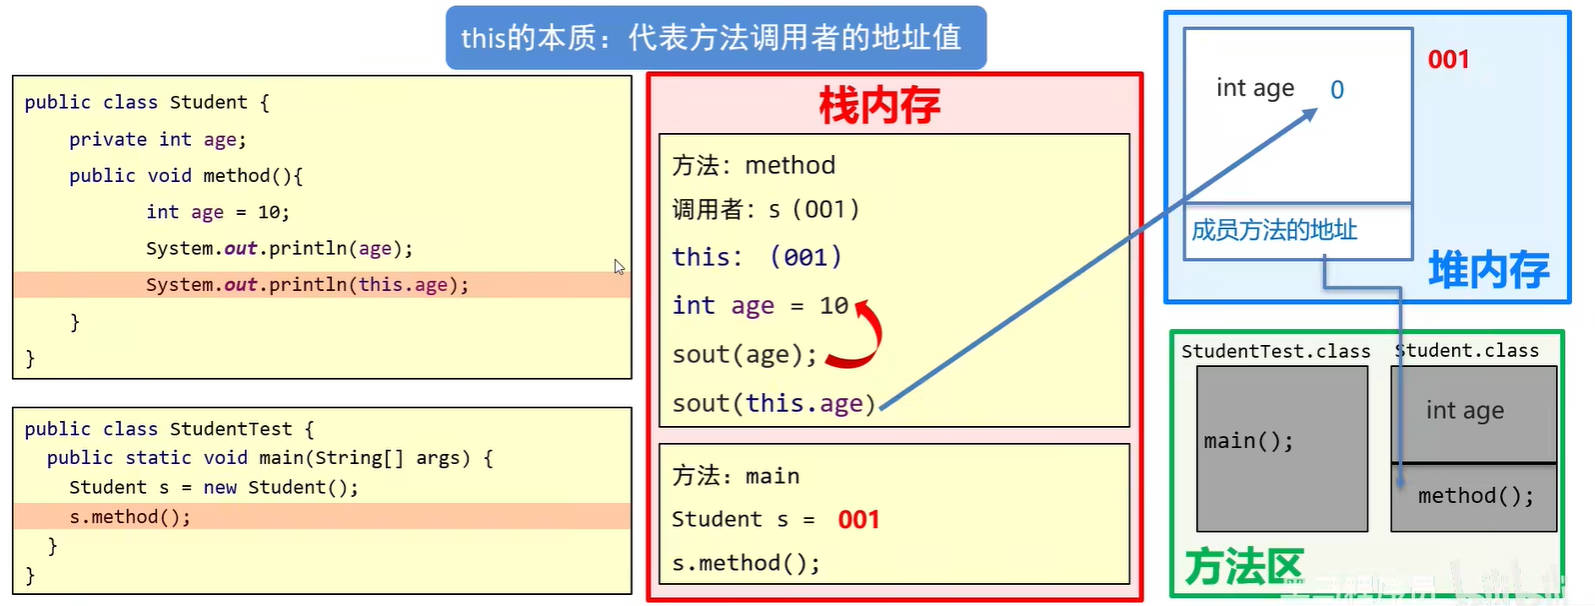 this的本质：代表方法调用者的地址值
public class Student {
private int age;
public void method(){
int age = 10;
System.out.println(age);
System.out.println(this.age);
}
}
public class StudentTest {
public static void main(String[] args) {
Student s = new Student();
s.method();
}
}
栈内存
方法：method
调用者：s（001）
this：（001）
int age = 10
sout(age);
sout(this.age)
方法：main
Student s = 001
s.method();
int age 0
001
成员方法的地址
堆内存
StudentTest.class
Student.class
main();
int age
method();
方法区